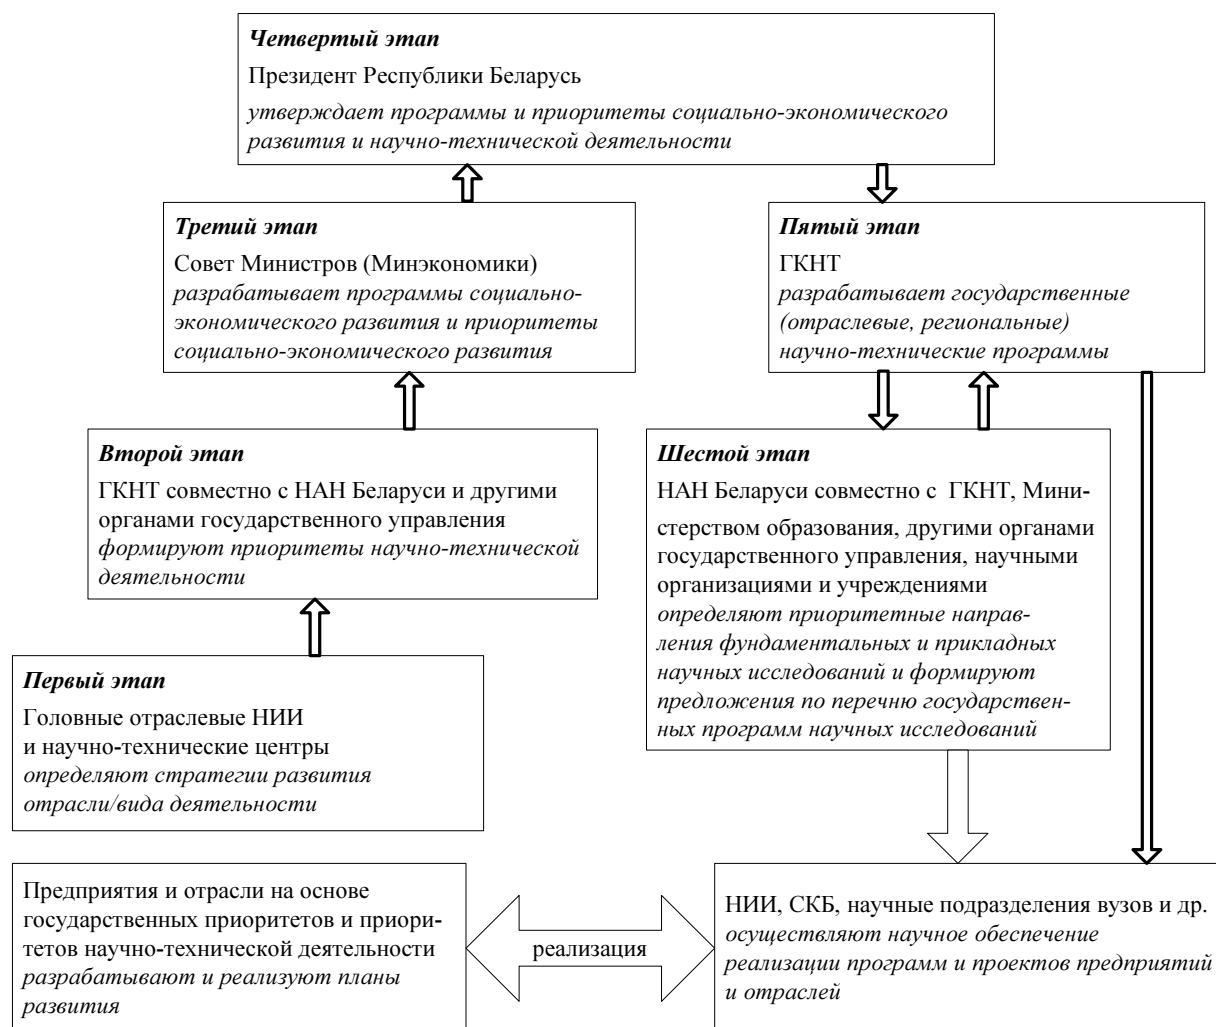 Четвертый этап
Президент Республики Беларусь
утверждает программы и приоритеты социально-экономического
развития и научно-технической деятельности
Третий этап
Совет Министров (Минэкономики)
разрабатывает программы социально-
экономического развития и приоритеты
социально-экономического развития
Пятый этап
ГКНТ
разрабатывает государственные
(отраслевые, региональные)
научно-технические программы
Второй этап
ГКНТ совместно с НАН Беларуси и другими
органами государственного управления
формируют приоритеты научно-технической
деятельности
Шестой этап
НАН Беларуси совместно с ГКНТ, Мини-
стерством образования, другими органами
государственного управления, научными
организациями и учреждениями
определяют приоритетные направ-
ления фундаментальных и прикладных
научных исследований и формируют
предложения по перечню государствен-
ных программ научных исследований
Первый этап
Головные отраслевые НИИ
и научно-технические центры
определяют стратегии развития
отрасли/вида деятельности
Предприятия и отрасли на основе
государственных приоритетов и приори-
тетов научно-технической деятельности
разрабатывают и реализуют планы
развития
реализация
НИИ, СКБ, научные подразделения вузов и др.
осуществляют научное обеспечение
реализации программ и проектов предприятий
и отраслей